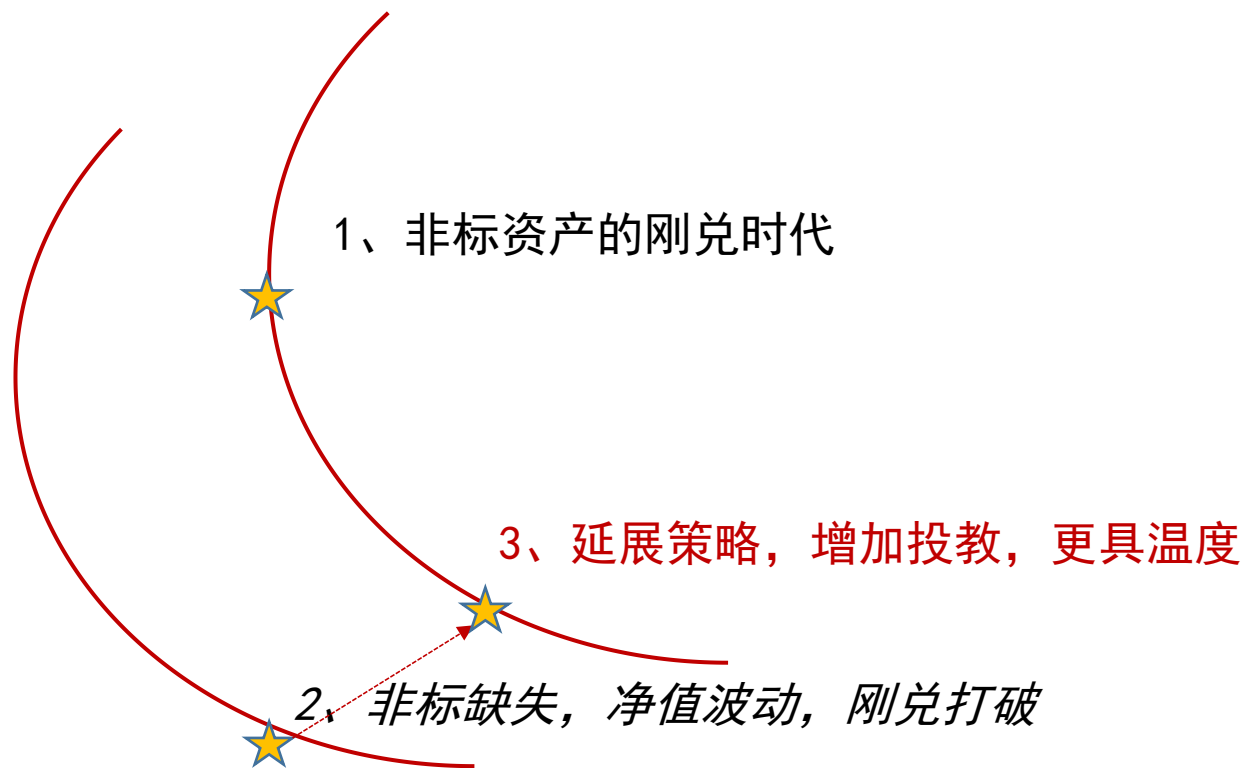 1、非标资产的刚兑时代
3、延展策略，增加投教，更具温度
2、非标缺失，净值波动，刚兑打破